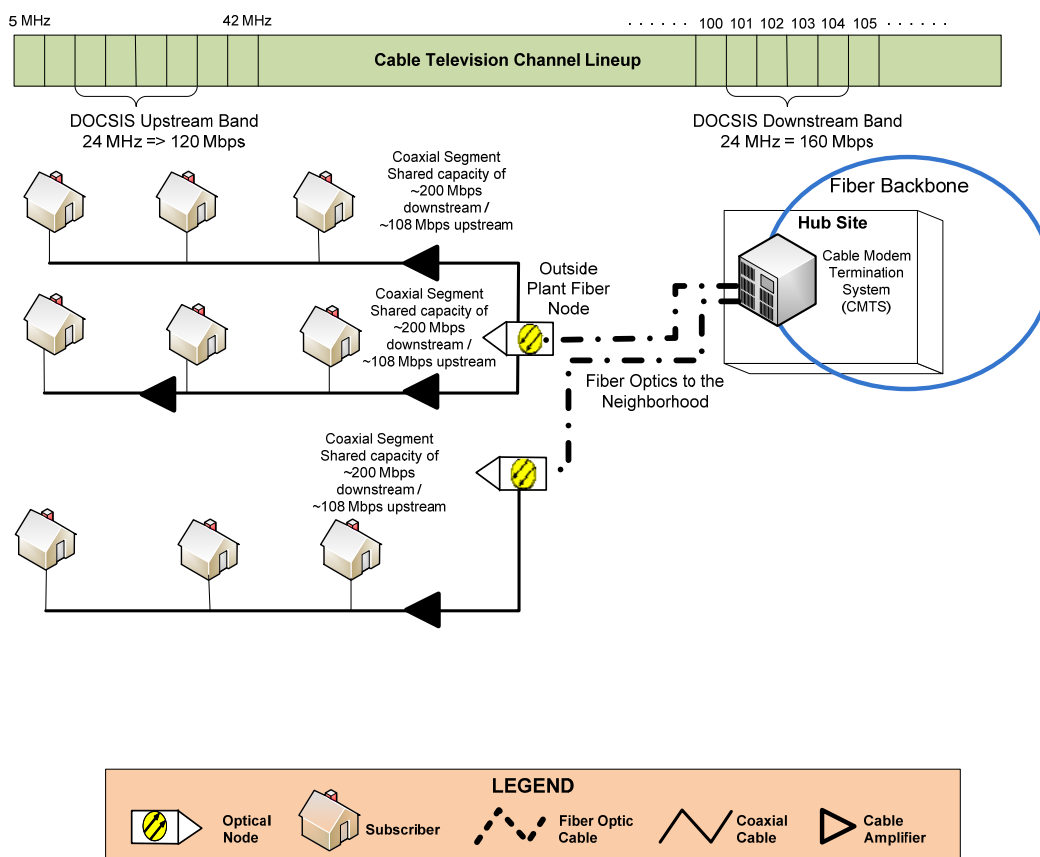 5 MHz
42 MHz
. . . . . . 100 101 102 103 104 105 . . . . . .
Cable Television Channel Lineup
DOCSIS Upstream Band
24 MHz => 120 Mbps
DOCSIS Downstream Band
24 MHz = 160 Mbps
Coaxial Segment
Shared capacity of
~200 Mbps
downstream /
~108 Mbps upstream
Fiber Backbone
Hub Site
Cable Modem
Termination
System
(CMTS)
Outside
Plant Fiber
Node
Coaxial Segment
Shared capacity of
~200 Mbps
downstream /
~108 Mbps upstream
Fiber Optics to the
Neighborhood
Coaxial Segment
Shared capacity of
~200 Mbps
downstream /
~108 Mbps upstream
LEGEND
Optical
Node
Subscriber
Fiber Optic
Cable
Coaxial
Cable
Cable
Amplifier